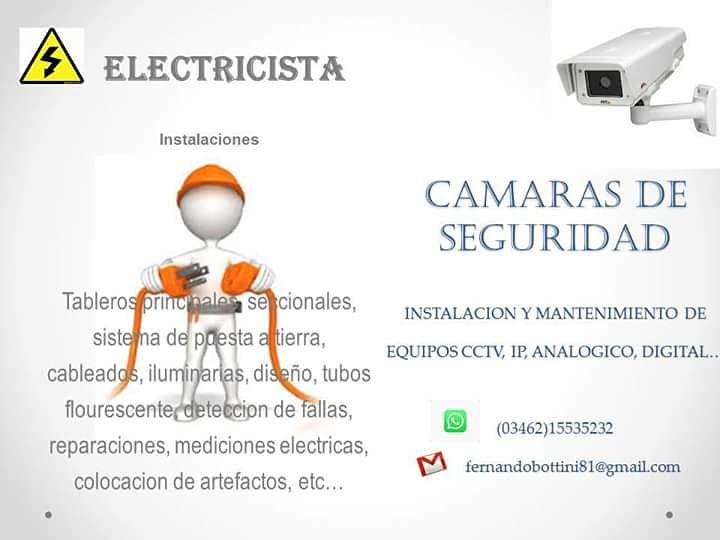 ELECTRICISTA
Instalaciones
Tableros principales, seccionales,
sistema de puesta a tierra,
cableados, iluminarias, diseño, tubos
flourescente, deteccion de fallas,
reparaciones, mediciones electricas,
colocacion de artefactos, etc...
CAMARAS DE
SEGURIDAD
INSTALACION Y MANTENIMIENTO DE
EQUIPOS CCTV, IP, ANALOGICO, DIGITAL..
(03462)15535232
fernandobottini81@gmail.com